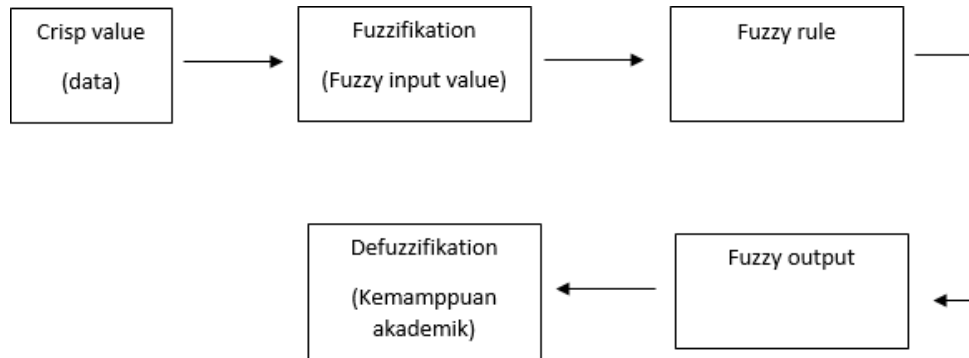 Crisp value
(data)
Fuzzifikation
(Fuzzy input value)
Fuzzy rule
Defuzzifikation
(Kemamppuan
akademik)
Fuzzy output